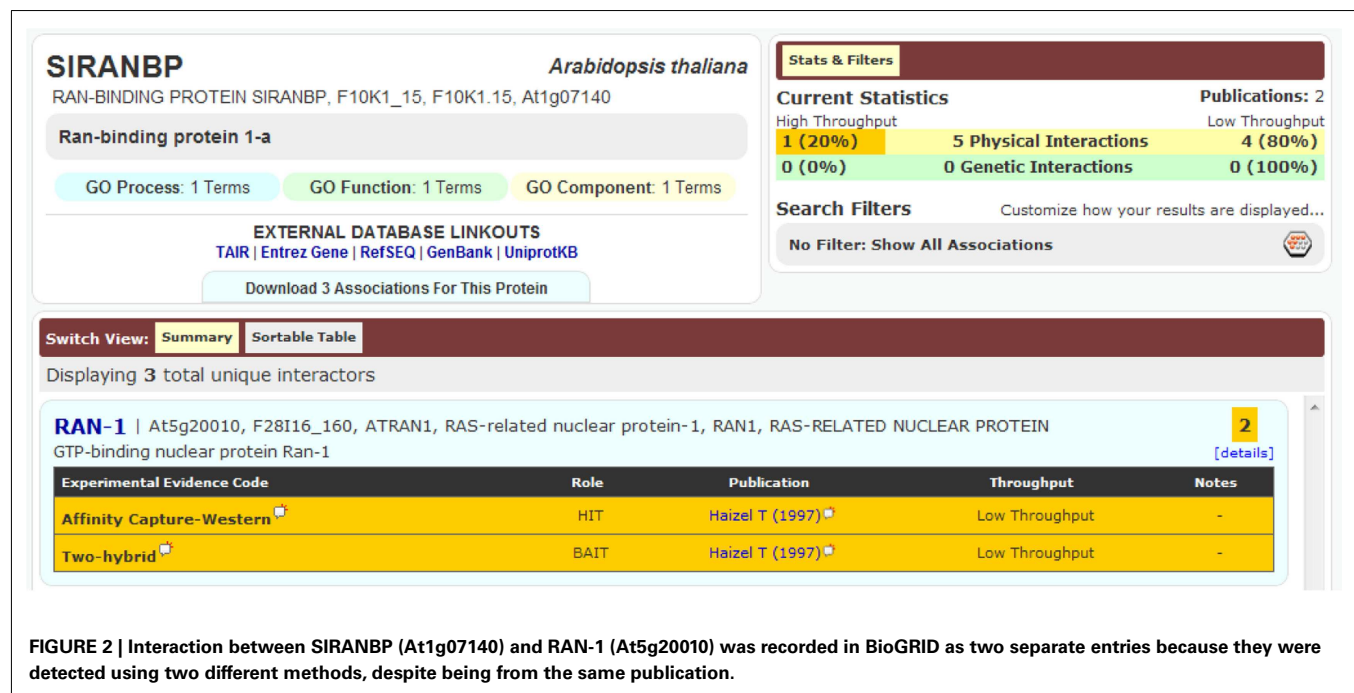 SIRANBP
Arabidopsis thaliana
RAN-BINDING PROTEIN SIRANBP, F10K1_15, F10K1.15, At1g07140
Ran-binding protein 1-a
GO Process: 1 Terms GO Function: 1 Terms GO Component: 1 Terms
EXTERNAL DATABASE LINKOUTS
TAIR | Entrez Gene | RefSEQ | GenBank | UniprotKB
Download 3 Associations For This Protein
Stats & Filters
Current Statistics Publications: 2
High Throughput Low Throughput
1 (20%) 5 Physical Interactions 4 (80%)
0 (0%) 0 Genetic Interactions 0 (100%)
Search Filters Customize how your results are displayed...
No Filter: Show All Associations
Switch View: Summary Sortable Table
Displaying 3 total unique interactors
RAN-1 | At5g20010, F28I16_160, ATRAN1, RAS-related nuclear protein-1, RAN1, RAS-RELATED NUCLEAR PROTEIN 2
GTP-binding nuclear protein Ran-1 [details]
Experimental Evidence Code Role Publication Throughput Notes
Affinity Capture-Western HIT Haizel T (1997) Low Throughput -
Two-hybrid BAIT Haizel T (1997) Low Throughput -
FIGURE 2 | Interaction between SIRANBP (At1g07140) and RAN-1 (At5g20010) was recorded in BioGRID as two separate entries because they were
detected using two different methods, despite being from the same publication.